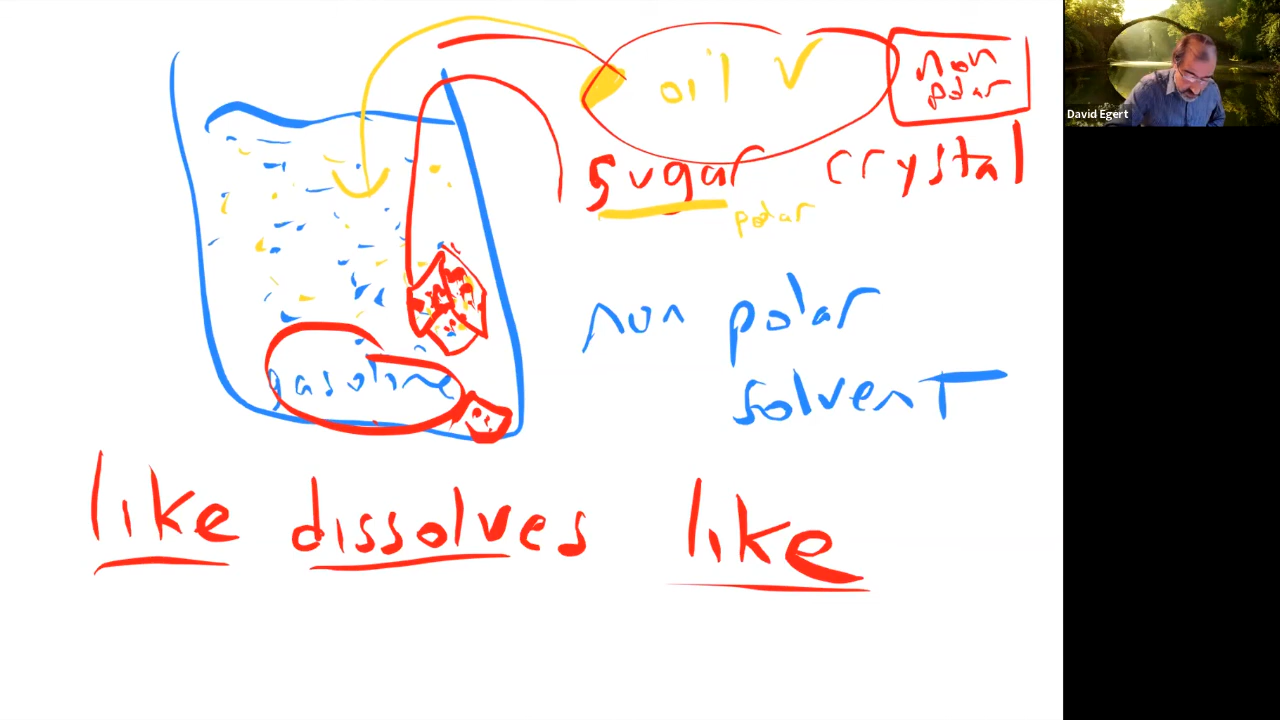 oil
non
polar
David Egert
sugar crystal
polar
non polar
solvent
gasoline
like dissolves like